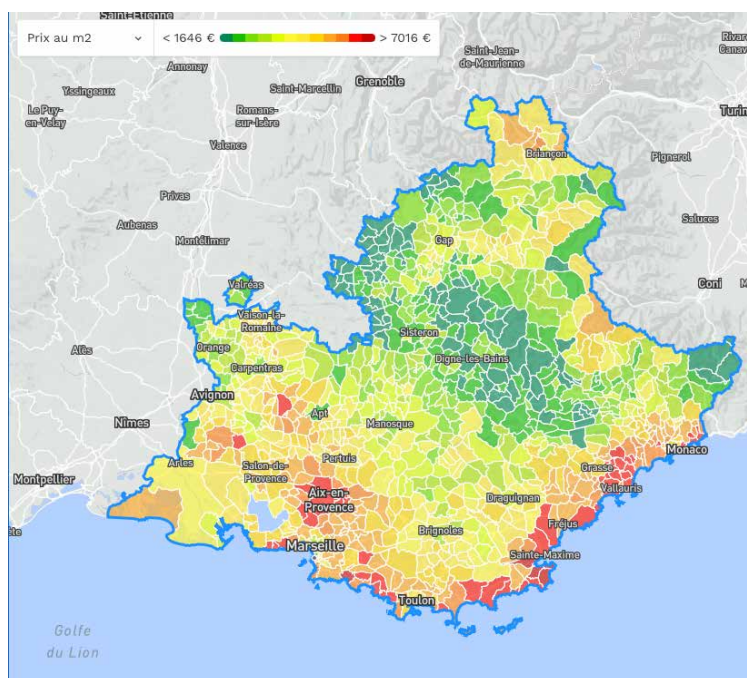 Saint-Etienne
Prix au m2
< 1646 €
> 7016 €
Annonay
Saint-Jean-
de-Maurienne
Yssingeaux
Saint-Marcellin
Grenoble
Turin
Le Puy-
en-Velay
Romans-
sur-Isère
Valence
Briançon
Pignerol
Privas
Aubenas
Saluces
Montélimar
Gap
Coni
Valréas
Vaison-la-
Romaine
Sisteron
Alès
Orange
Digne-les-Bains
Carpentras
Avignon
Apt
Nîmes
Manosque
Monaco
Arles
Salon-de-
Provence
Pertuis
Grasse
Montpellier
Vallauris
Aix-en-
Provence
Draguignan
Fréjus
Brignoles
Marseille
Sainte-Maxime
Toulon
Golfe
du Lion